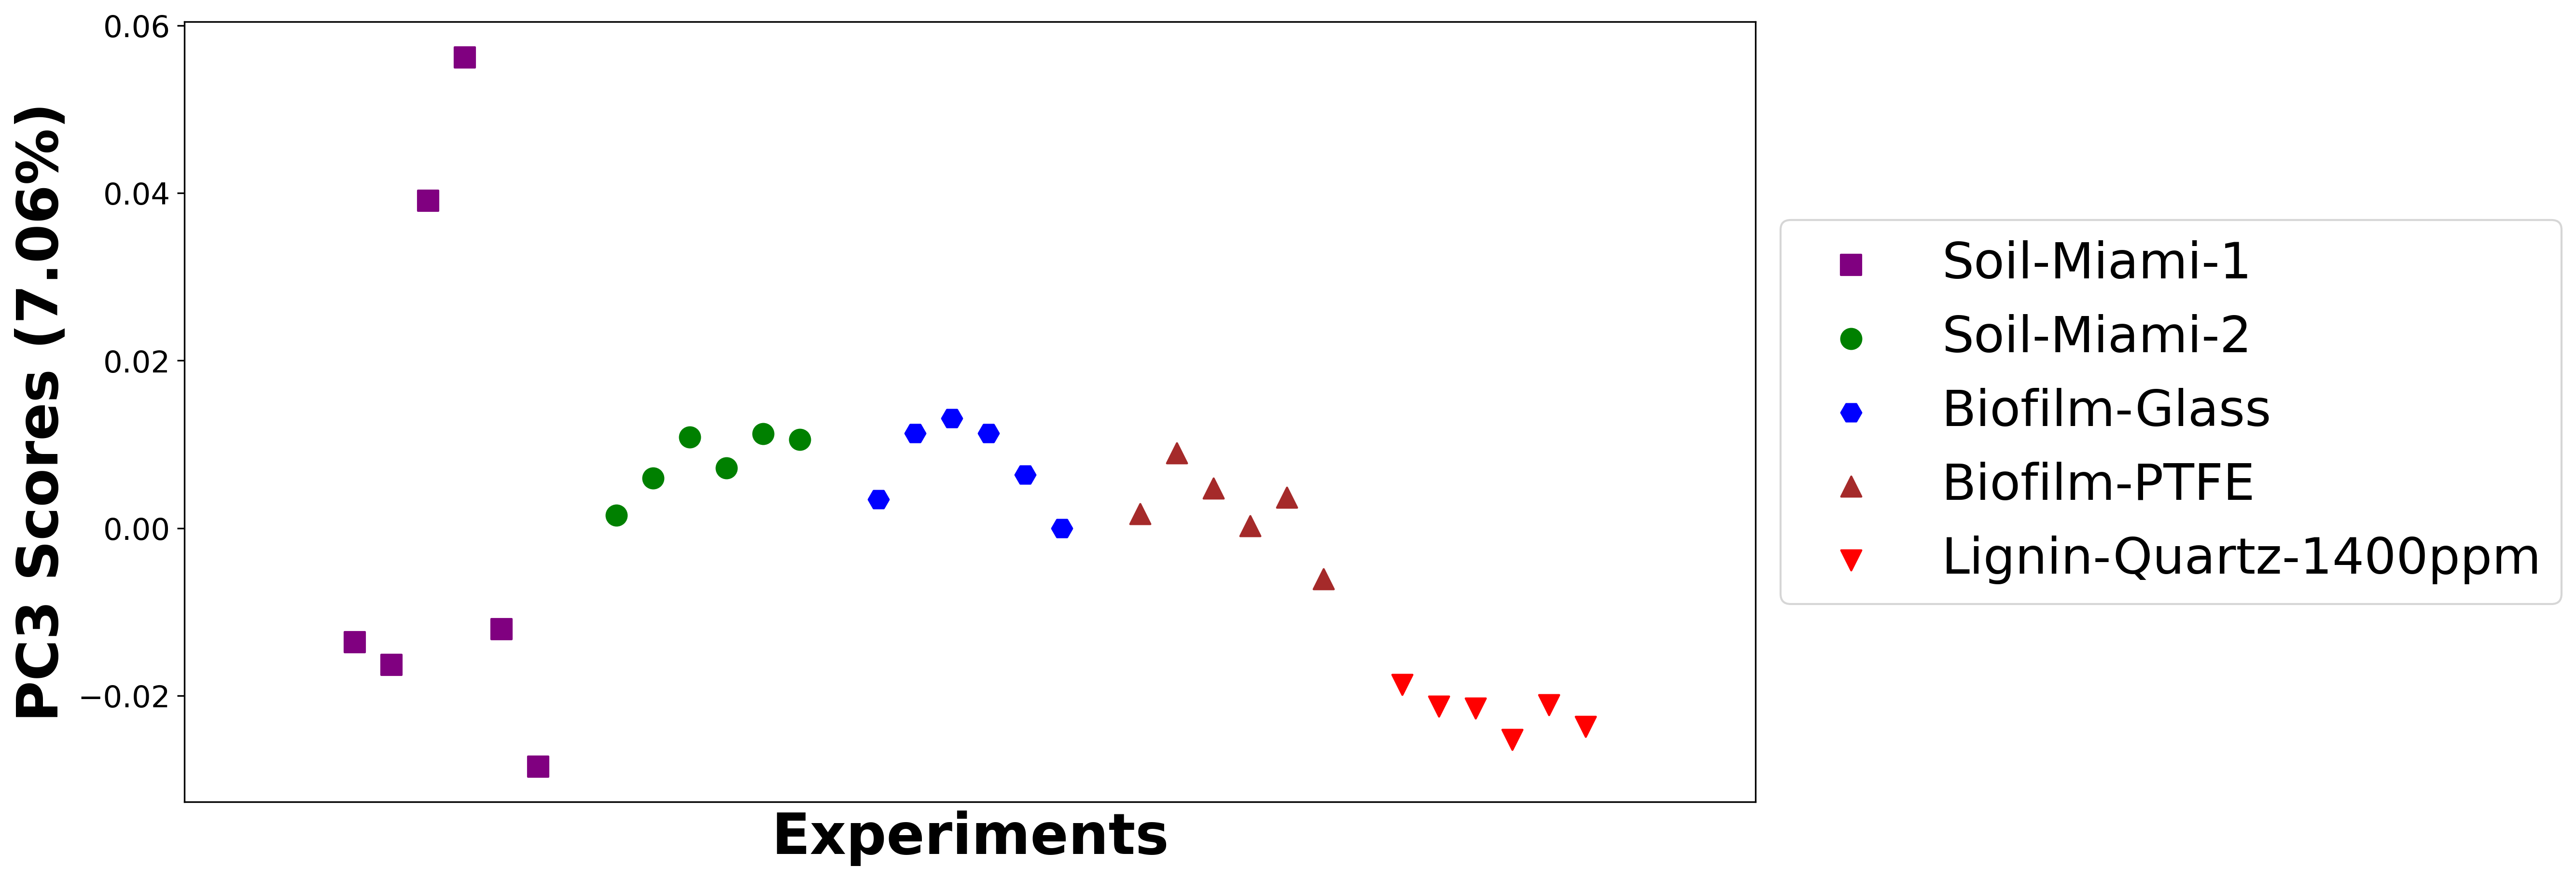 PC3 Scores (7.06%)
0.06
0.04
0.02
0.00
−0.02
Experiments
Soil-Miami-1
Soil-Miami-2
Biofilm-Glass
Biofilm-PTFE
Lignin-Quartz-1400ppm